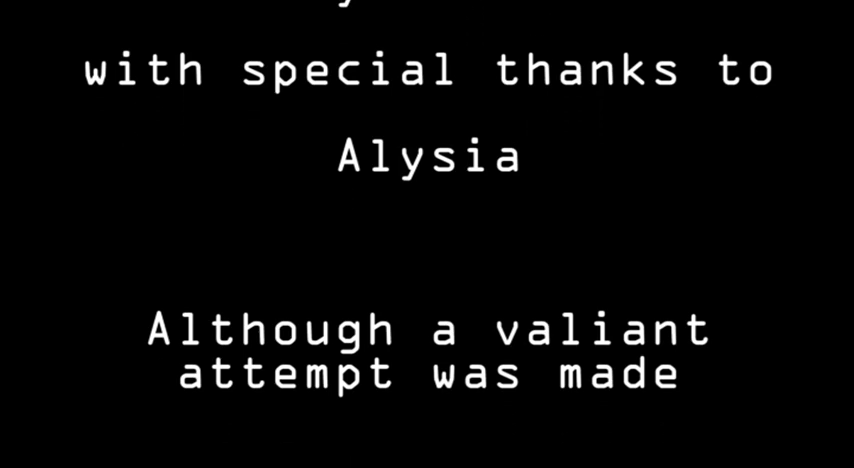 with special thanks to
Alysia
Although a valiant
attempt was made